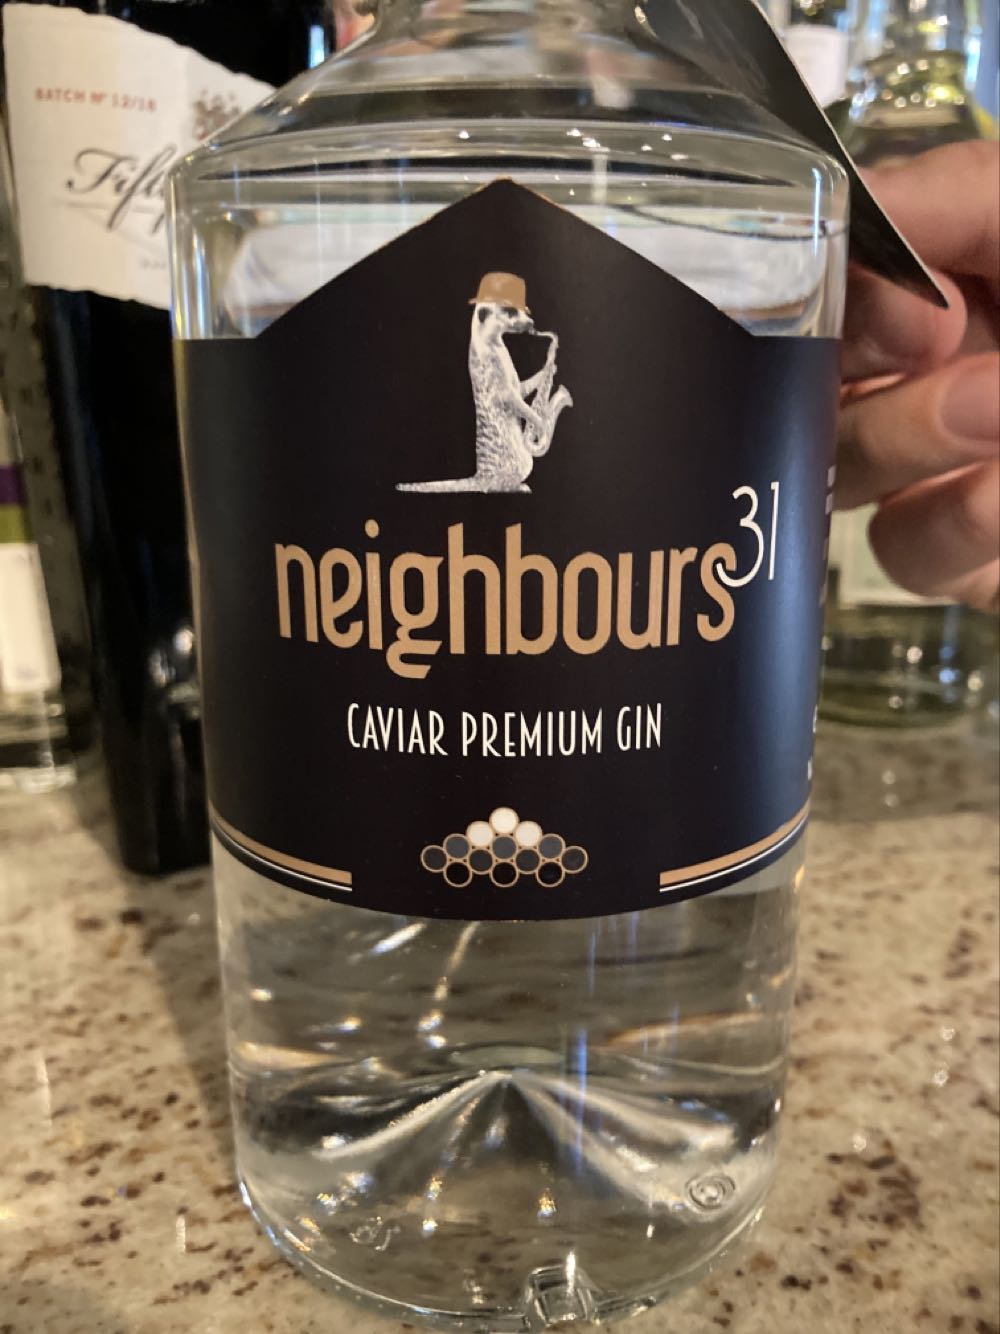 BATCH Nº 12/18
neighbours31
CAVIAR PREMIUM GIN